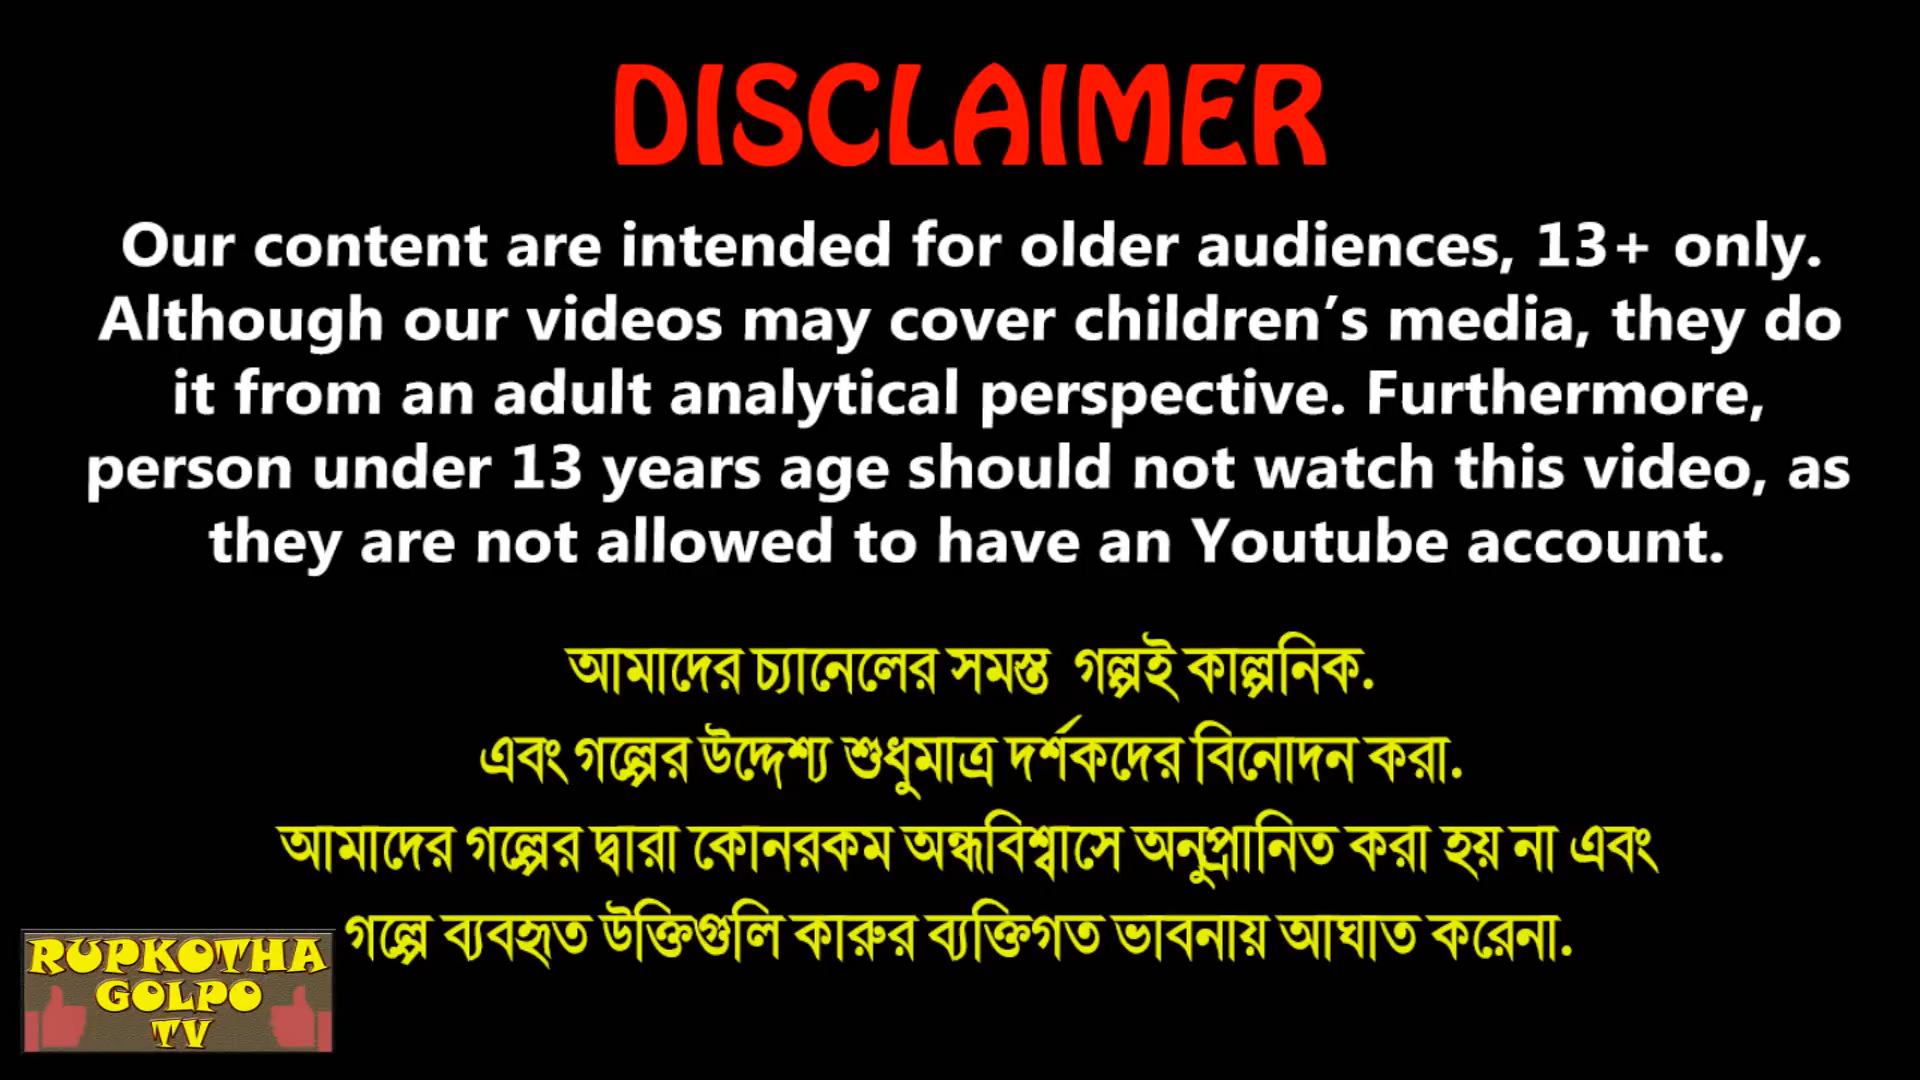 DISCLAIMER
Our content are intended for older audiences, 13+ only.
Although our videos may cover children’s media, they do
it from an adult analytical perspective. Furthermore,
person under 13 years age should not watch this video, as
they are not allowed to have an Youtube account.
আমাদের চ্যানেলের সমস্ত গল্পই কাল্পনিক.
এবং গল্পের উদ্দেশ্য শুধুমাত্র দর্শকদের বিনোদন করা.
আমাদের গল্পের দ্বারা কোনরকম অন্ধবিশ্বাসে অনুপ্রানিত করা হয় না এবং
গল্পে ব্যবহৃত উক্তিগুলি কারুর ব্যক্তিগত ভাবনায় আঘাত করেনা.
RUPKOTHA
GOLPO
TV